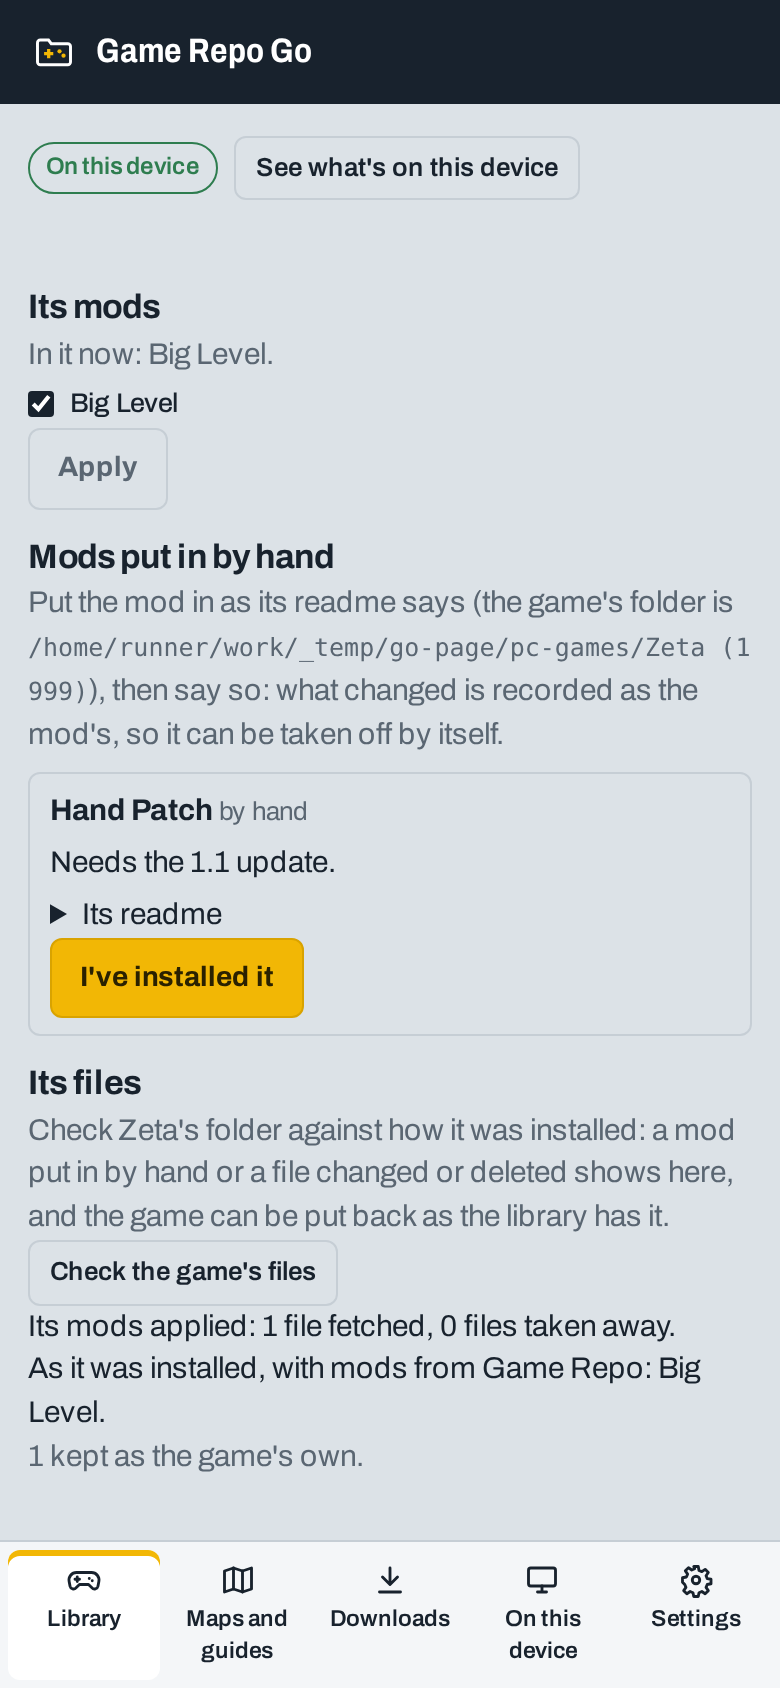 Game Repo Go
On this device
See what's on this device
Its mods
In it now: Big Level.
Big Level
Apply
Mods put in by hand
Put the mod in as its readme says (the game's folder is
/home/runner/work/_temp/go-page/pc-games/Zeta (1
999)), then say so: what changed is recorded as the
mod's, so it can be taken off by itself.
Hand Patch by hand
Needs the 1.1 update.
Its readme
I've installed it
Its files
Check Zeta's folder against how it was installed: a mod
put in by hand or a file changed or deleted shows here,
and the game can be put back as the library has it.
Check the game's files
Its mods applied: 1 file fetched, 0 files taken away.
As it was installed, with mods from Game Repo: Big
Level.
1 kept as the game's own.
Library
Maps and
guides
Downloads
On this
device
Settings